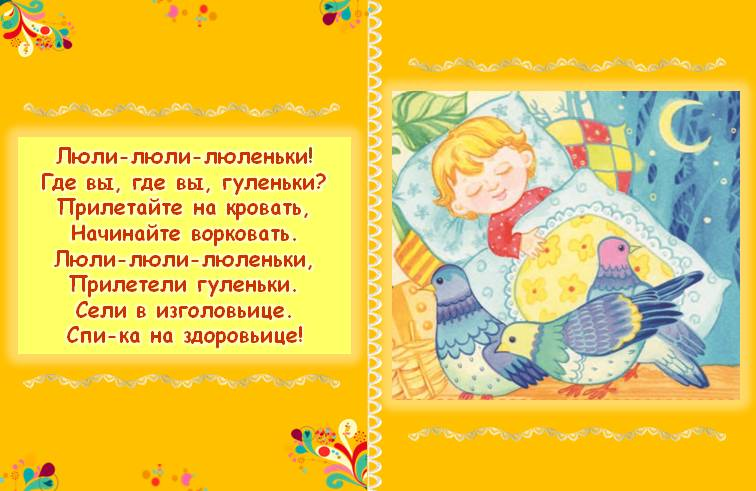 Люли-люли-люленьки!
Где вы, где вы, гуленьки?
Прилетайте на кровать,
Начинайте ворковать.
Люли-люли-люленьки,
Прилетели гуленьки.
Сели в изголовьице.
Спи-ка на здоровьице!